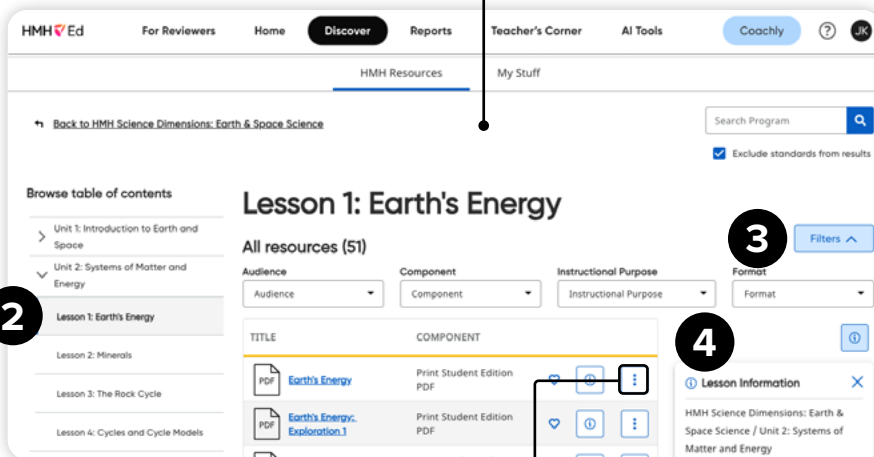 HMH Ed For Reviewers Home Discover Reports Teacher's Corner AI Tools Coachly ? JK
HMH Resources My Stuff
Back to HMH Science Dimensions: Earth & Space Science
Search Program
Exclude standards from results
Browse table of contents
Unit 1: Introduction to Earth and
Space
Unit 2: Systems of Matter and
Energy
2
Lesson 1: Earth's Energy
Lesson 2: Minerals
Lesson 3: The Rock Cycle
Lesson 4: Cycles and Cycle Models
Lesson 1: Earth's Energy
3
Filters
All resources (51)
Audience Component Instructional Purpose Format
Audience Component Instructional Purpose Format
TITLE COMPONENT
PDF Earth's Energy Print Student Edition
PDF
PDF Earth's Energy: Print Student Edition
Exploration 1 PDF
4
Lesson Information
HMH Science Dimensions: Earth &
Space Science / Unit 2: Systems of
Matter and Energy